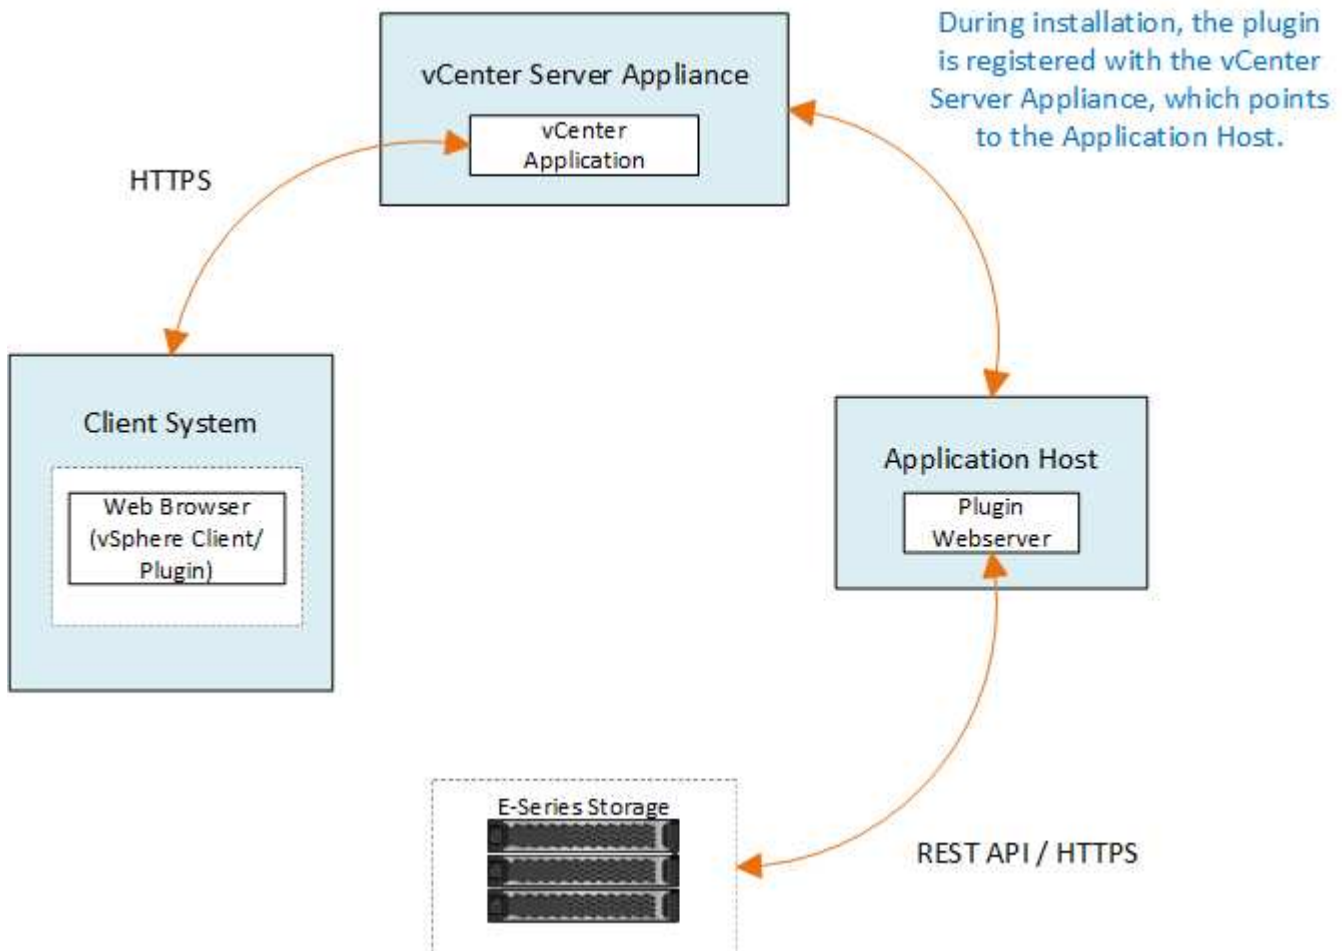 During installation, the plugin
is registered with the vCenter
Server Appliance, which points
to the Application Host.
vCenter Server Appliance
vCenter
Application
HTTPS
Client System
Web Browser
(vSphere Client/
Plugin)
Application Host
Plugin
Webserver
E-Series Storage
REST API / HTTPS